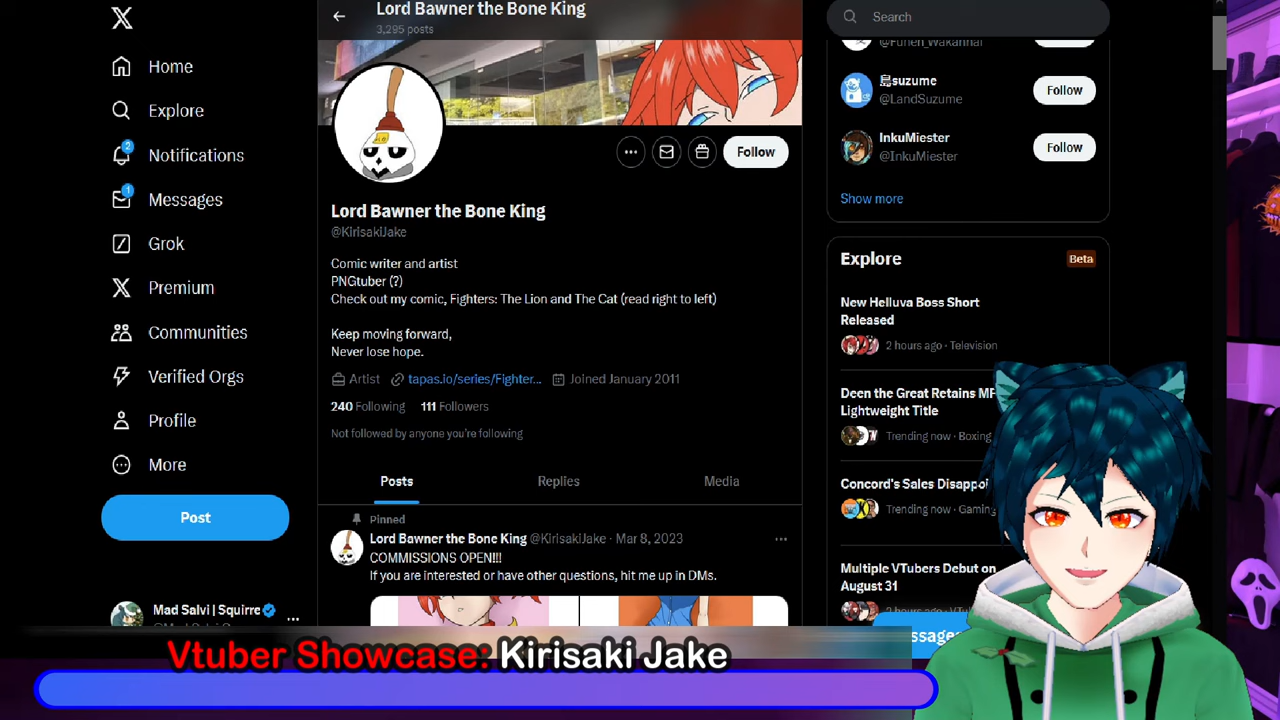 Home
Explore
2
Notifications
1
Messages
Grok
Premium
Communities
Verified Orgs
Profile
More
Post
Mad Salvi | Squirre
Lord Bawner the Bone King
3,295 posts
Follow
Lord Bawner the Bone King
@KirisakiJake
Comic writer and artist
PNGtuber (?)
Check out my comic, Fighters: The Lion and The Cat (read right to left)
Keep moving forward,
Never lose hope.
Artist tapas.io/series/Fighter... Joined January 2011
240 Following 111 Followers
Not followed by anyone you're following
Posts Replies Media
Pinned
Lord Bawner the Bone King @KirisakiJake · Mar 8, 2023
COMMISSIONS OPEN!!!
If you are interested or have other questions, hit me up in DMs.
Search
suzume
@LandSuzume
Follow
InkuMiester
@InkuMiester
Follow
Show more
Explore Beta
New Helluva Boss Short
Released
2 hours ago · Television
Deen the Great Retains MF
Lightweight Title
Trending now · Boxing
Concord's Sales Disappoi
Trending now · Gaming
Multiple VTubers Debut on
August 31
2 hours ago
Vtuber Showcase: Kirisaki Jake